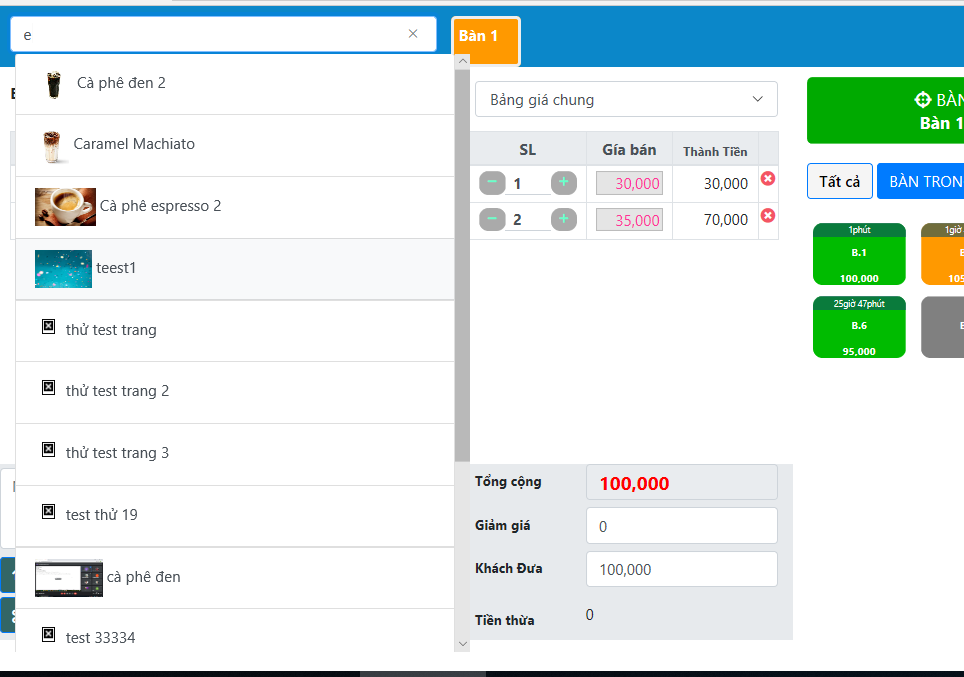 e
Bàn 1
Cà phê đen 2
Caramel Machiato
Cà phê espresso 2
teest1
thử test trang
thử test trang 2
thử test trang 3
test thử 19
cà phê đen
test 33334
Bảng giá chung
SL Gía bán Thành Tiền
1 30,000 30,000
2 35,000 70,000
Tổng cộng 100,000
Giảm giá 0
Khách Đưa 100,000
Tiền thừa 0
BÀN
Bàn 1
Tất cả BÀN TRON
1phút 1giờ
B.1
100,000 105
25giờ 47phút
B.6
95,000